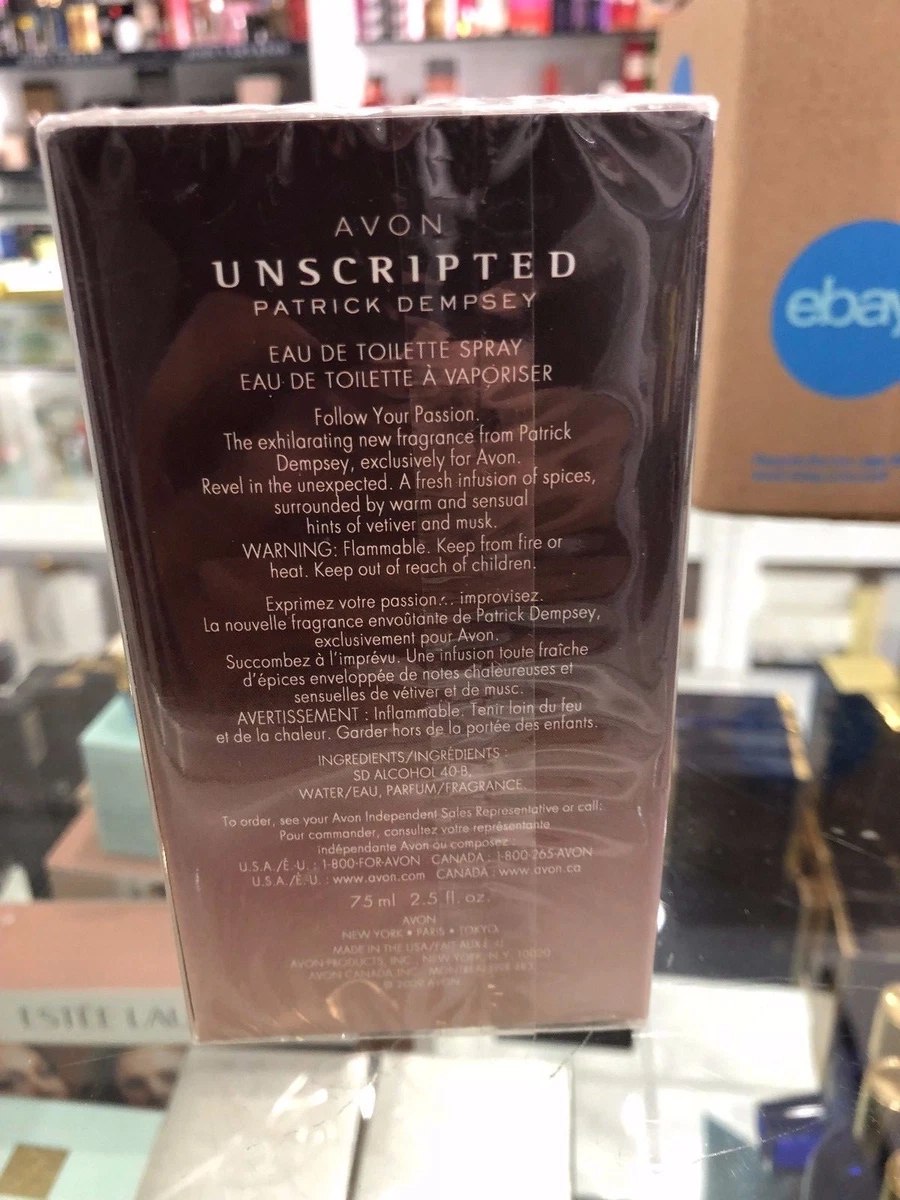 AVON
UNSCRIPTED
PATRICK DEMPSEY
EAU DE TOILETTE SPRAY
EAU DE TOILETTE À VAPORISER
Follow Your Passion.
The exhilarating new fragrance from Patrick
Dempsey, exclusively for Avon.
Revel in the unexpected. A fresh infusion of spices,
surrounded by warm and sensual
hints of vetiver and musk.
WARNING: Flammable. Keep from fire or
heat. Keep out of reach of children.
Exprimez votre passion... improvisez.
La nouvelle fragrance envoûtante de Patrick Dempsey,
exclusivement pour Avon.
Succombez à l'imprévu. Une infusion toute fraîche
d'épices enveloppée de notes chaleureuses et
sensuelles de vétiver et de musc.
AVERTISSEMENT : Inflammable. Tenir loin du feu
et de la chaleur. Garder hors de la portée des enfants.
INGREDIENTS/INGRÉDIENTS :
SD ALCOHOL 40-B,
WATER/EAU, PARFUM/FRAGRANCE.
To order, see your Avon Independent Sales Representative or call:
Pour commander, consultez votre représentante
indépendante Avon ou composez :
U.S.A./É.-U. : 1-800-FOR-AVON CANADA : 1-800-265-AVON
U.S.A./É.-U. : www.avon.com CANADA : www.avon.ca
75 ml 2.5 fl. oz.
AVON
NEW YORK • PARIS • TOKYO
MADE IN THE USA/FAIT AUX É.-U.
AVON PRODUCTS, INC., NEW YORK, N.Y. 10020
AVON CANADA INC., MONTREAL
© 2009 AVON
ebay
ESTĒE LAU